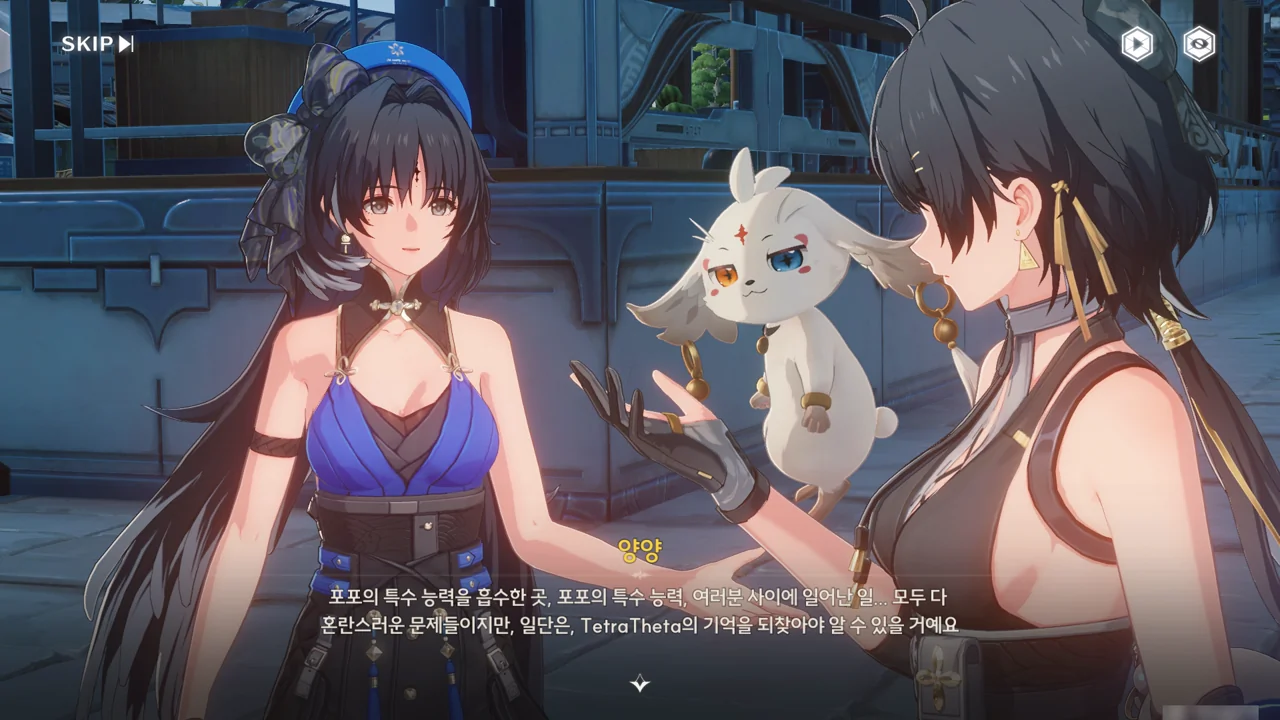 SKIP
양양
포포의 특수 능력을 흡수한 곳, 포포의 특수 능력, 여러분 사이에 일어난 일... 모두 다
혼란스러운 문제들이지만, 일단은, TetraTheta의 기억을 되찾아야 알 수 있을 거예요